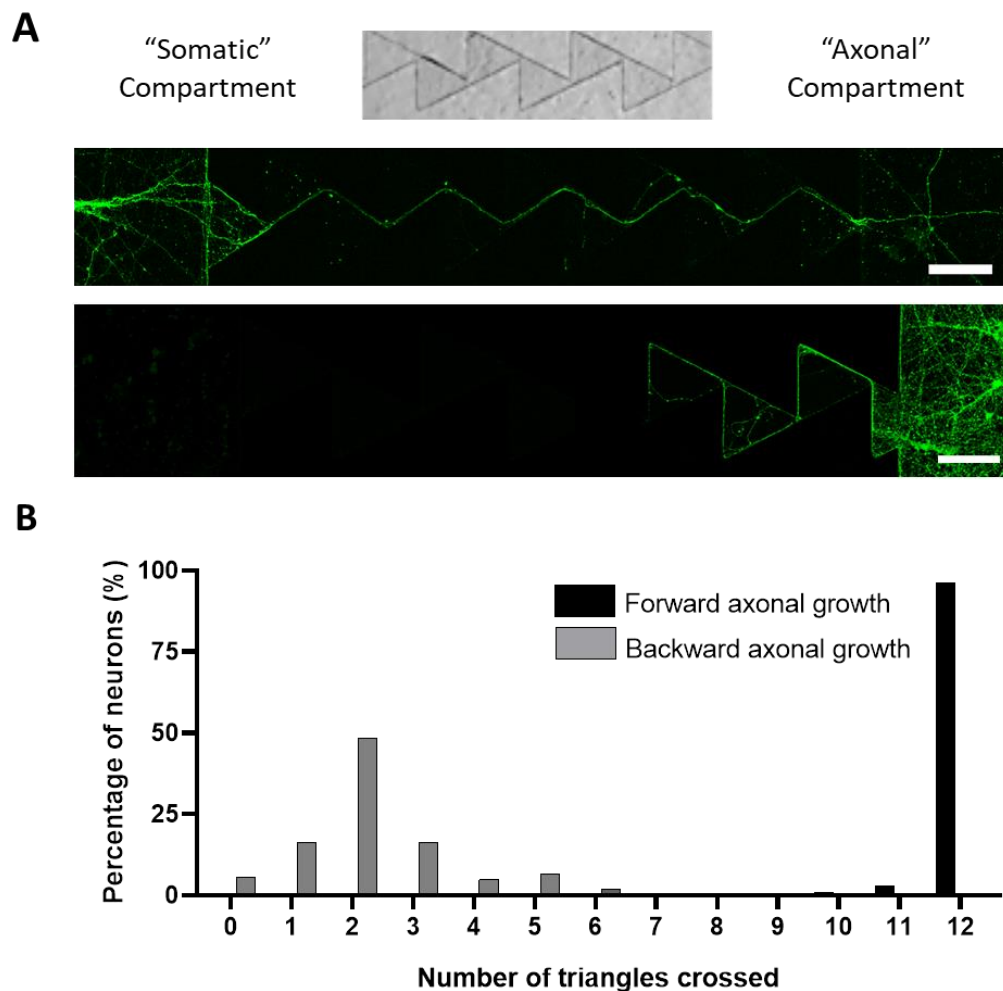 A
“Somatic”
Compartment
“Axonal”
Compartment
B
Percentage of neurons (%)
100
75
50
25
0
Forward axonal growth
Backward axonal growth
0 1 2 3 4 5 6 7 8 9 10 11 12
Number of triangles crossed